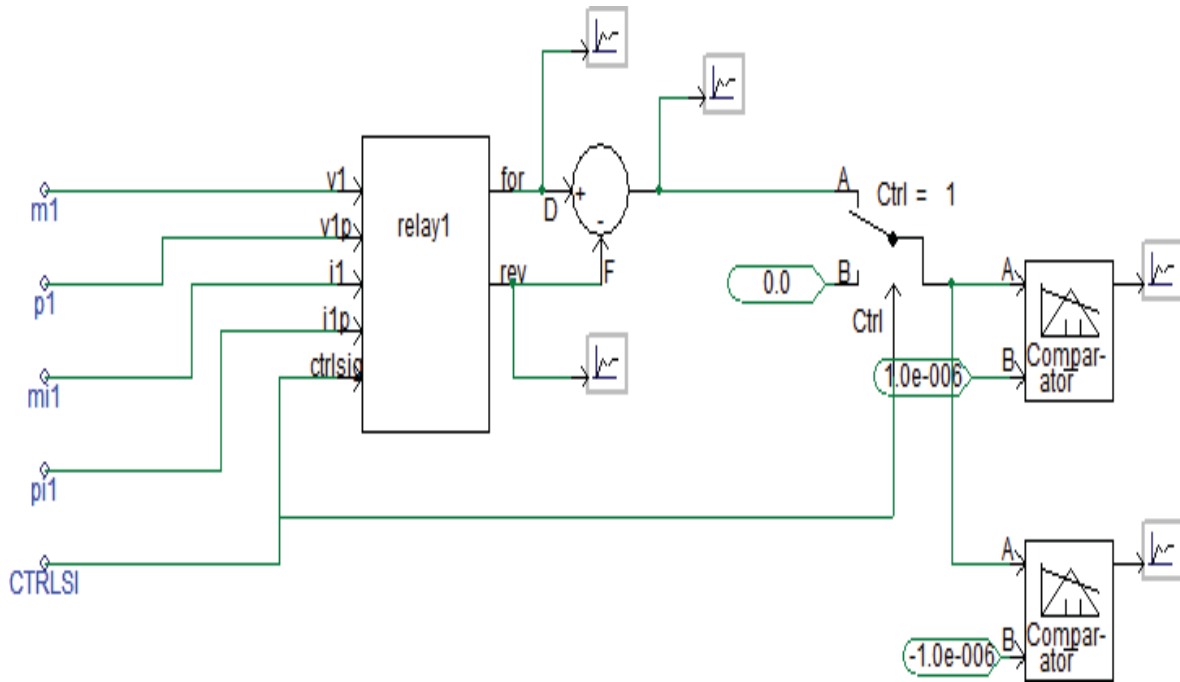 m1
p1
mi1
pi1
CTRLSI
v1
v1p
i1
i1p
ctrlsig
relay1
for
rev
D
+
-
F
A
Ctrl = 1
B
0.0
Ctrl
A
B
1.0e-006
Compar-
ator
A
B
-1.0e-006
Compar-
ator